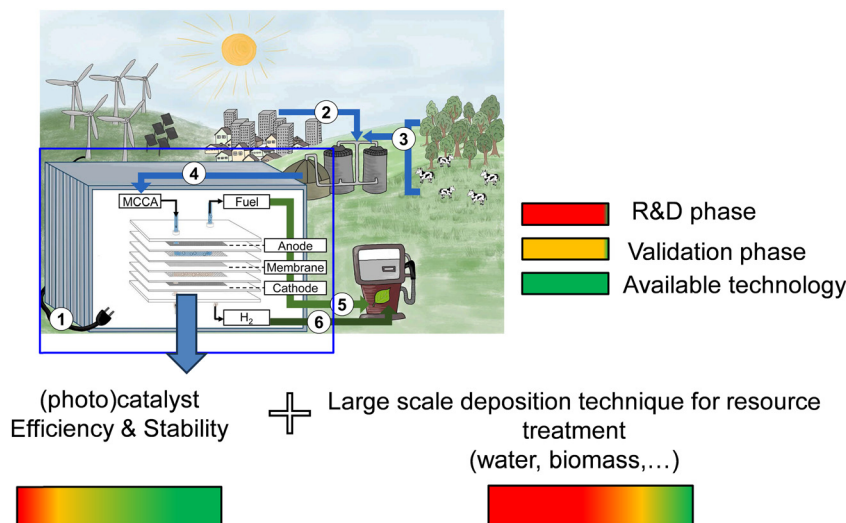 2
3
4
MCCA
Fuel
Anode
Membrane
Cathode
1
5
H₂
6
R&D phase
Validation phase
Available technology
(photo)catalyst
Efficiency & Stability
Large scale deposition technique for resource
treatment
(water, biomass,...)